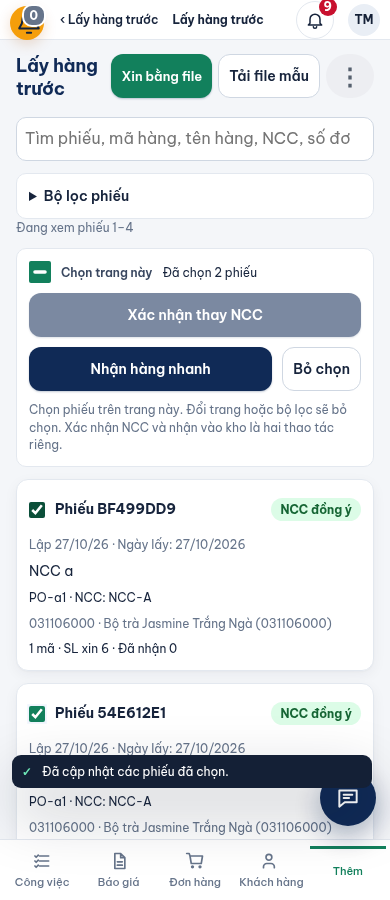 0
‹ Lấy hàng trước
Lấy hàng trước
9
TM
Lấy hàng trước
Xin bằng file
Tải file mẫu
Tìm phiếu, mã hàng, tên hàng, NCC, số đơ
Bộ lọc phiếu
Đang xem phiếu 1–4
Chọn trang này
Đã chọn 2 phiếu
Xác nhận thay NCC
Nhận hàng nhanh
Bỏ chọn
Chọn phiếu trên trang này. Đổi trang hoặc bộ lọc sẽ bỏ
chọn. Xác nhận NCC và nhận vào kho là hai thao tác
riêng.
Phiếu BF499DD9
NCC đồng ý
Lập 27/10/26 · Ngày lấy: 27/10/2026
NCC a
PO-a1 · NCC: NCC-A
031106000 · Bộ trà Jasmine Trắng Ngà (031106000)
1 mã · SL xin 6 · Đã nhận 0
Phiếu 54E612E1
NCC đồng ý
Lập 27/10/26 · Ngày lấy: 27/10/2026
✓ Đã cập nhật các phiếu đã chọn.
PO-a1 · NCC: NCC-A
031106000 · Bộ trà Jasmine Trắng Ngà (031106000)
Công việc
Báo giá
Đơn hàng
Khách hàng
Thêm